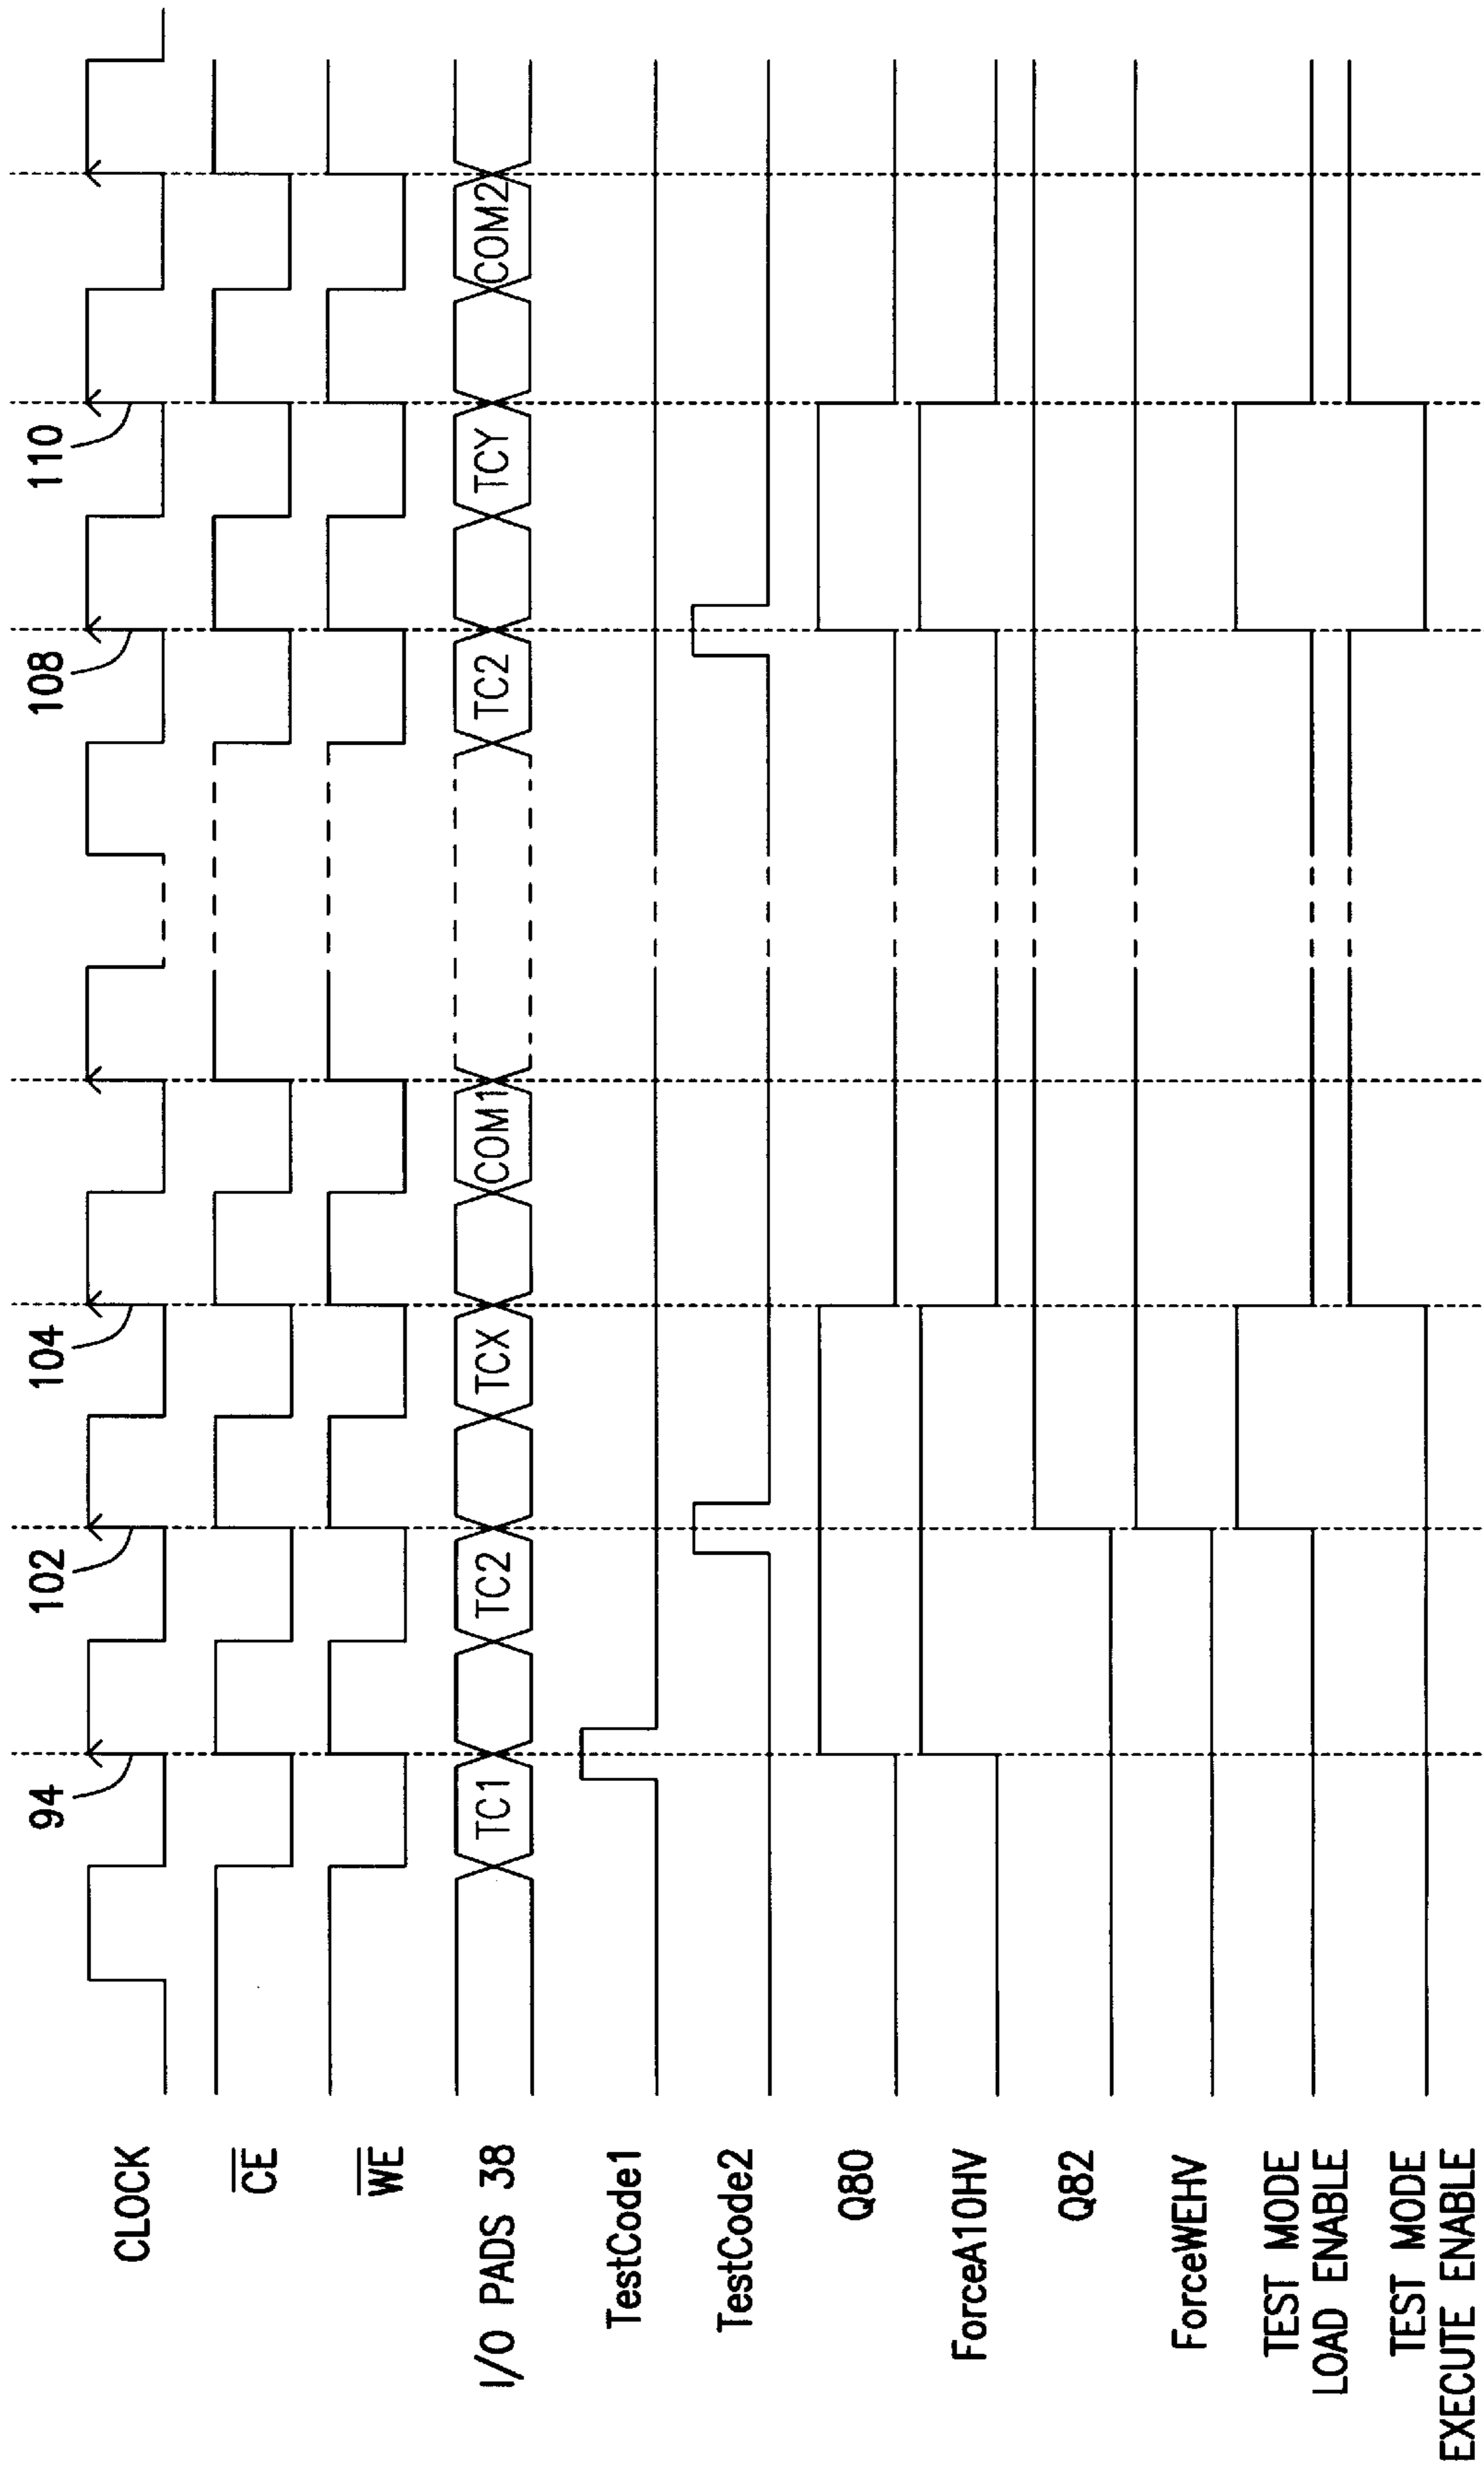 94 102 104 108 110
CLOCK
CE
WE
I/O PADS 38 TC1 TC2 TCX COM1 TC2 TCY COM2
TestCode1
TestCode2
Q80
ForceA10HV
Q82
ForceWEHV
TEST MODE
LOAD ENABLE
TEST MODE
EXECUTE ENABLE